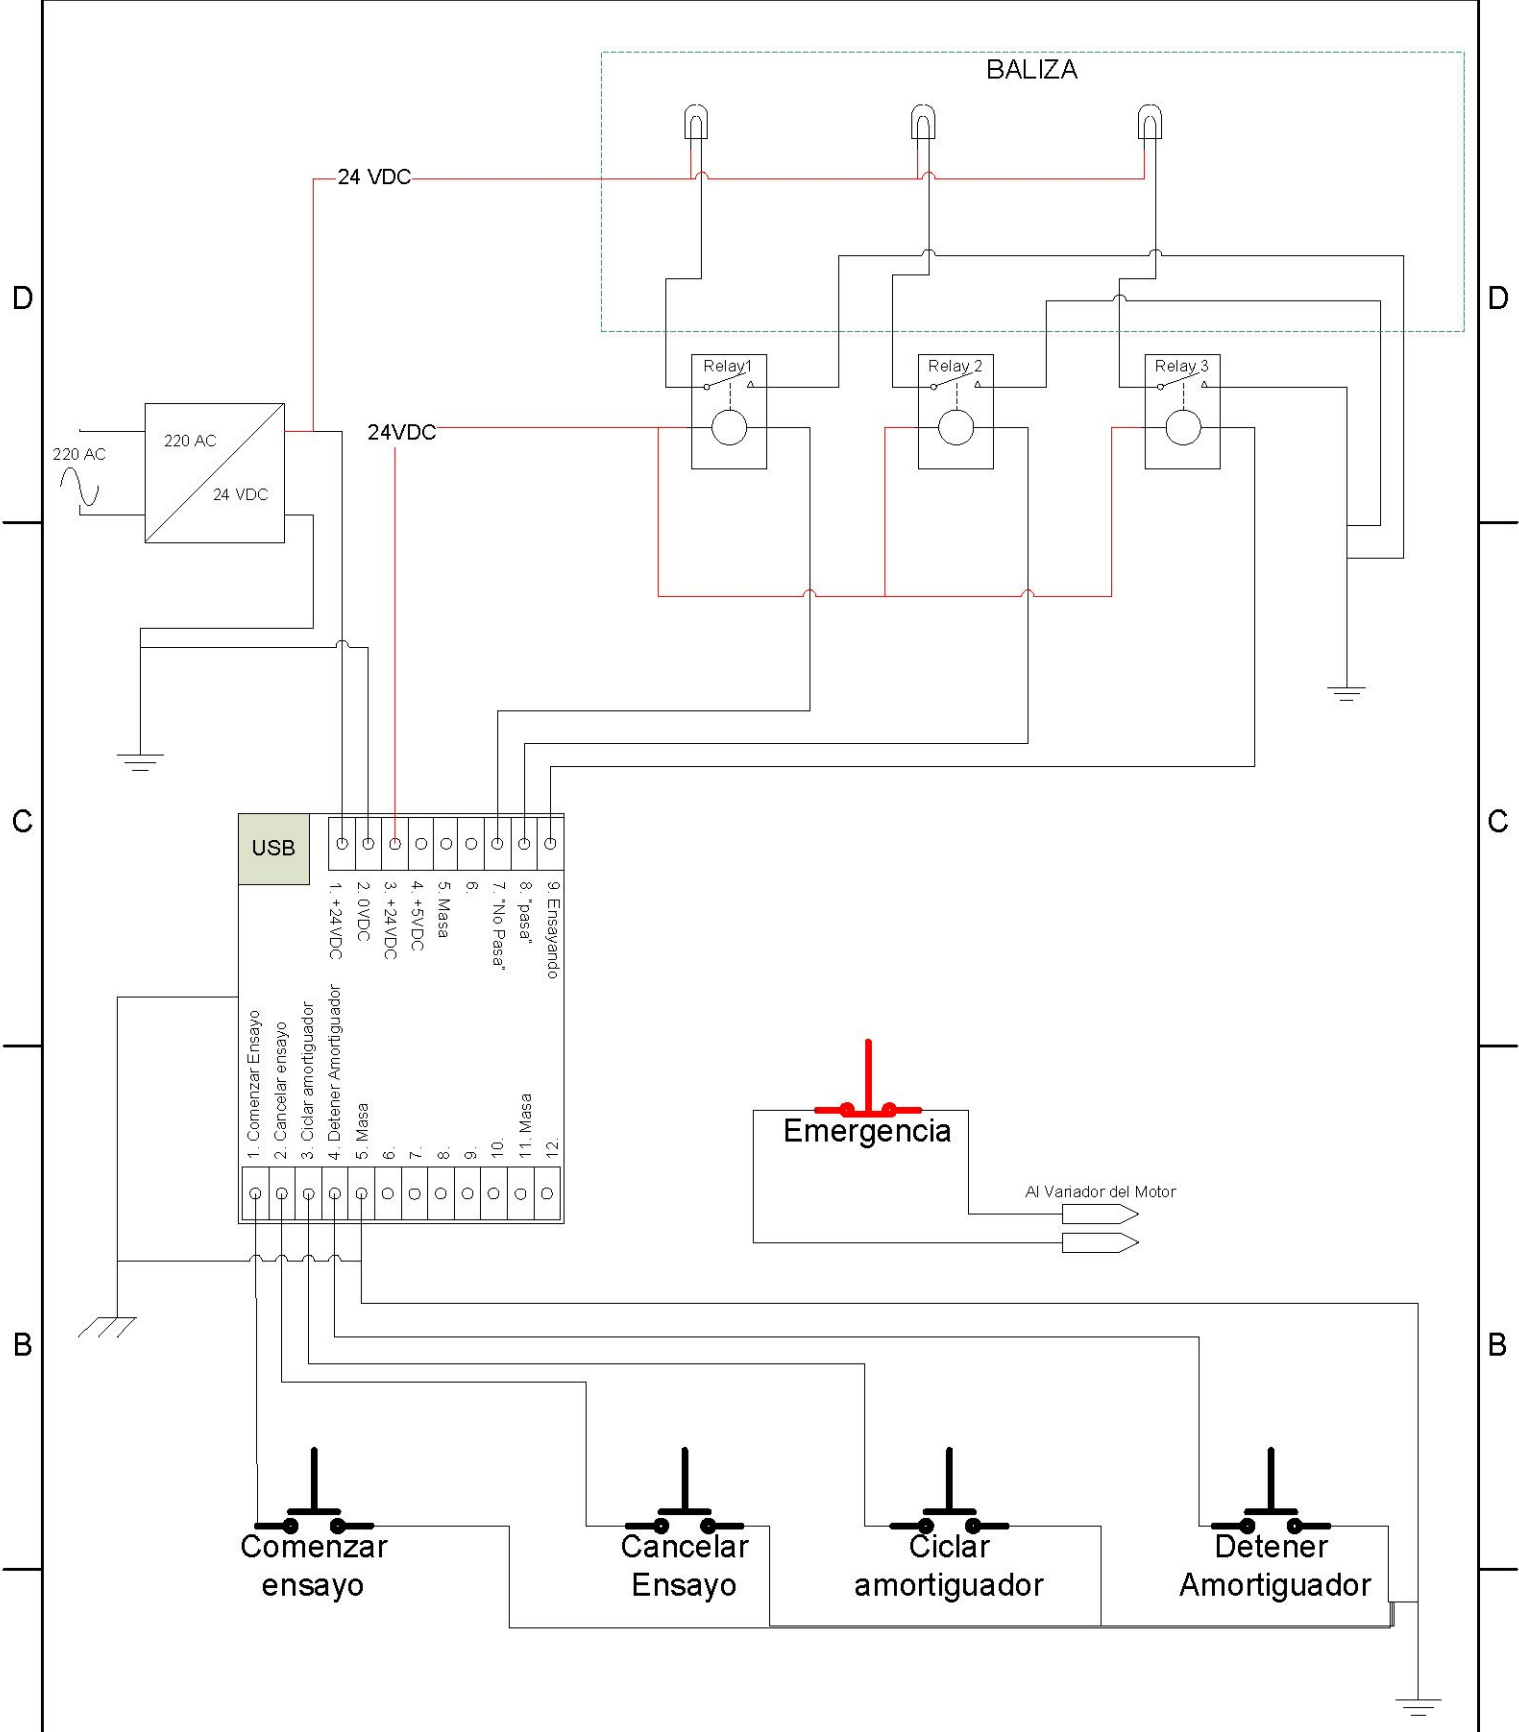 BALIZA
24 VDC
D
D
Relay1
Relay 2
Relay 3
24VDC
220 AC
220 AC
24 VDC
C
C
USB
1. +24VDC
2. 0VDC
3. +24VDC
4. +5VDC
5. Masa
6.
7. "No Pasa"
8. "pasa"
9. Ensayando
1. Comenzar Ensayo
2. Cancelar ensayo
3. Ciclar amortiguador
4. Detener Amortiguador
5. Masa
6.
7.
8.
9.
10.
11. Masa
12.
Emergencia
Al Variador del Motor
B
B
Comenzar
ensayo
Cancelar
Ensayo
Ciclar
amortiguador
Detener
Amortiguador